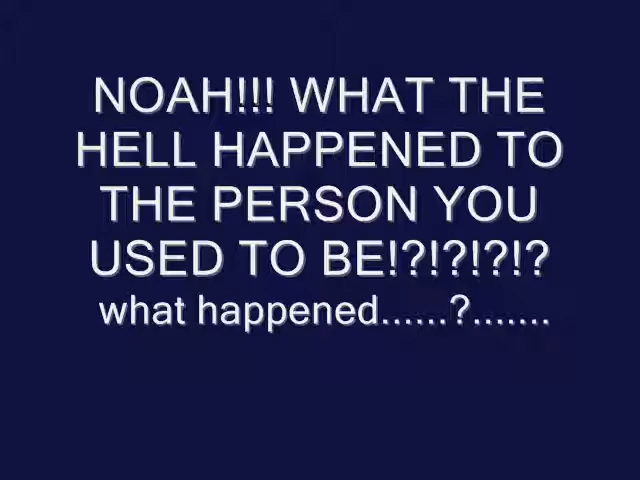 NOAH!!! WHAT THE
HELL HAPPENED TO
THE PERSON YOU
USED TO BE!?!?!?!?
what happened......?.......